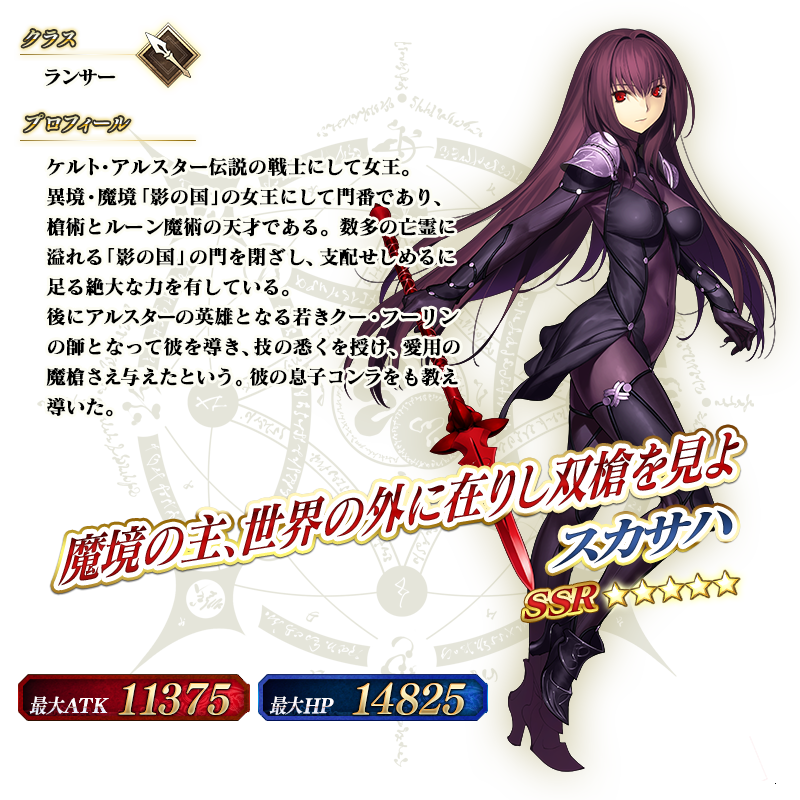 クラス
ランサー
プロフィール
ケルト・アルスター伝説の戦士にして女王。
異境・魔境「影の国」の女王にして門番であり、
槍術とルーン魔術の天才である。数多の亡霊に
溢れる「影の国」の門を閉ざし、支配せしめるに
足る絶大な力を有している。
後にアルスターの英雄となる若きクー・フーリン
の師となって彼を導き、技の悉くを授け、愛用の
魔槍さえ与えたという。彼の息子コンラをも教え
導いた。
魔境の主、世界の外に在りし双槍を見よ
スカサハ
SSR
最大ATK 11375
最大HP 14825